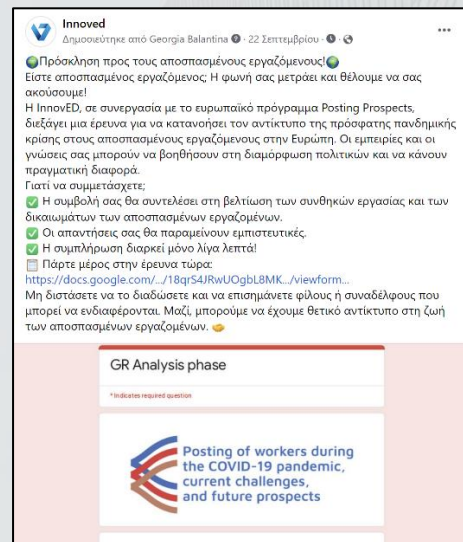 Innoved
Δημοσιεύτηκε από Georgia Balantina · 22 Σεπτεμβρίου ·
Πρόσκληση προς τους αποσπασμένους εργαζόμενους!
Είστε αποσπασμένος εργαζόμενος; Η φωνή σας μετράει και θέλουμε να σας
ακούσουμε!
Η InnovED, σε συνεργασία με το ευρωπαϊκό πρόγραμμα Posting Prospects,
διεξάγει μια έρευνα για να κατανοήσει τον αντίκτυπο της πρόσφατης πανδημικής
κρίσης στους αποσπασμένους εργαζόμενους στην Ευρώπη. Οι εμπειρίες και οι
γνώσεις σας μπορούν να βοηθήσουν στη διαμόρφωση πολιτικών και να κάνουν
πραγματική διαφορά.
Γιατί να συμμετάσχετε;
✅ Η συμβολή σας θα συντελέσει στη βελτίωση των συνθηκών εργασίας και των
δικαιωμάτων των αποσπασμένων εργαζομένων.
✅ Οι απαντήσεις σας θα παραμείνουν εμπιστευτικές.
✅ Η συμπλήρωση διαρκεί μόνο λίγα λεπτά!
Πάρτε μέρος στην έρευνα τώρα:
https://docs.google.com/.../18qrS4JRwUOgbL8MK.../viewform...
Μη διστάσετε να το διαδώσετε και να επισημάνετε φίλους ή συναδέλφους που
μπορεί να ενδιαφέρονται. Μαζί, μπορούμε να έχουμε θετικό αντίκτυπο στη ζωή
των αποσπασμένων εργαζομένων.
GR Analysis phase
* Indicates required question
Posting of workers during
the COVID-19 pandemic,
current challenges,
and future prospects